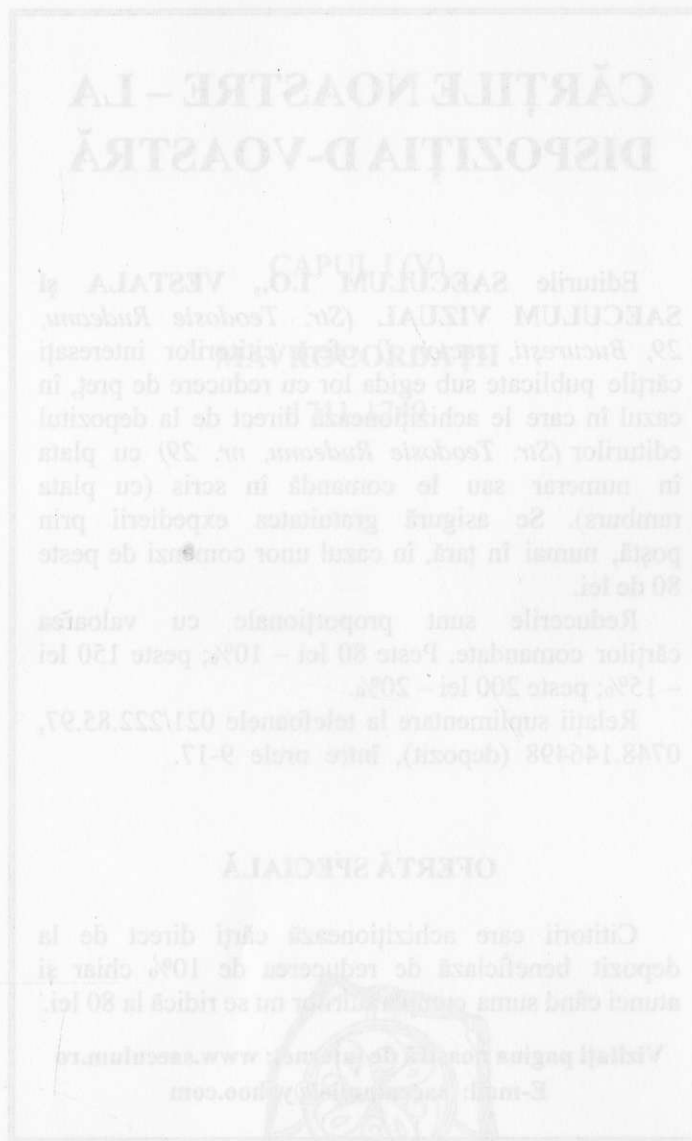 CĂRȚILE NOASTRE – LA
DISPOZIȚIA D-VOASTRĂ
Editurile SAECULUM I.O., VESTALA și
SAECULUM VIZUAL (Str. Teodosie Rudeanu,
29, București, oferă cititorilor interesați
cărțile publicate sub egida lor cu reducere de preț, în
cazul în care le achiziționează direct de la depozitul
editurilor (Str. Teodosie Rudeanu, nr. 29) cu plata
în numerar sau le comandă în scris (cu plata
ramburs). Se asigură gratuitatea expedierii prin
poștă, numai în țară, în cazul unor comenzi de peste
80 de lei.
Reducerile sunt proporționale cu valoarea
cărților comandate. Peste 80 lei – 10%; peste 150 lei
– 15%; peste 200 lei – 20%.
Relații suplimentare la telefoanele 021/222.85.97,
0748.146498 (depozit), între orele 9-17.
OFERTĂ SPECIALĂ
Cititorii care achiziționează cărți direct de la
depozit beneficiază de reducerea de 10% chiar și
atunci când suma cumpărăturilor nu se ridică la 80 lei.
Vizitați pagina noastră de internet: www.saeculum.ro
E-mail: